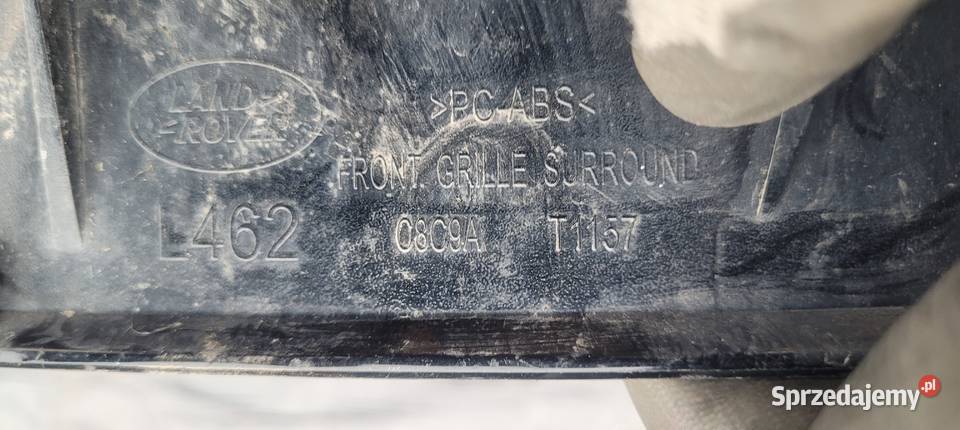 LAND-
ROVER
>PC ABS<
FRONT GRILLE SURROUND
L462 C8C9A T1157
Sprzedajemy.pl